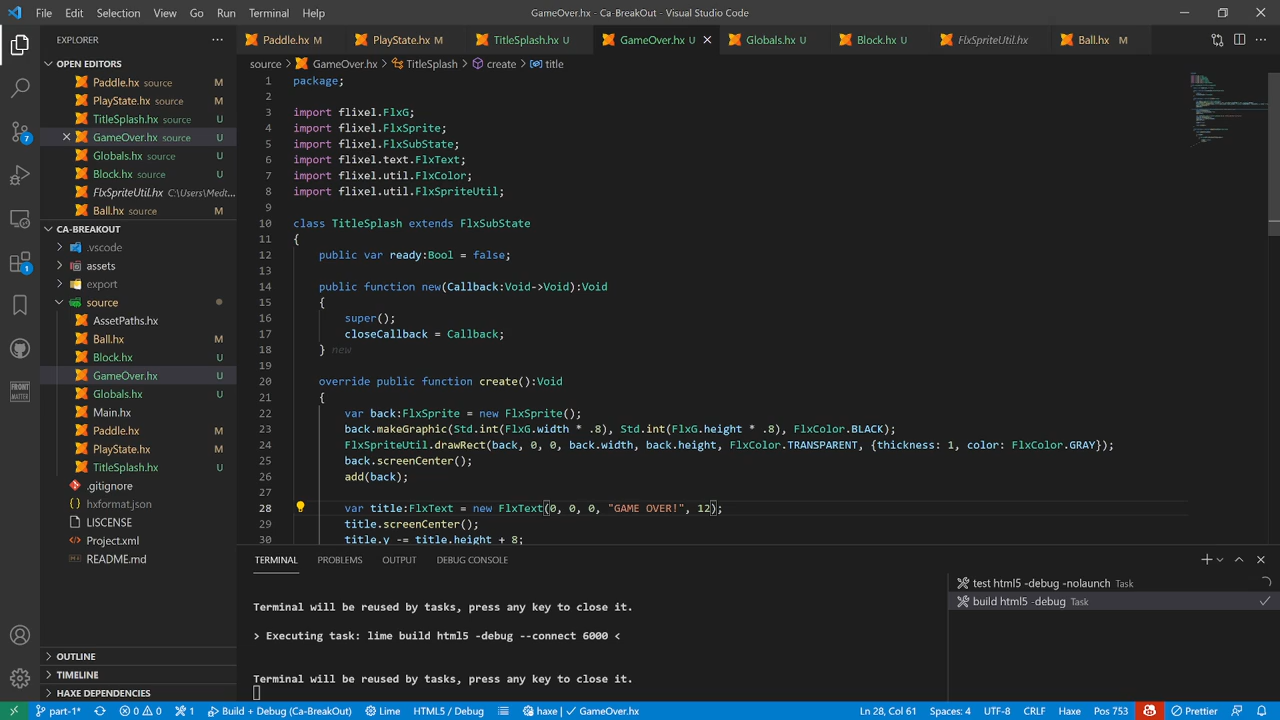 File Edit Selection View Go Run Terminal Help GameOver.hx - Ca-BreakOut - Visual Studio Code
EXPLORER ···
Paddle.hx M PlayState.hx M TitleSplash.hx U GameOver.hx U Globals.hx U Block.hx U FlxSpriteUtil.hx Ball.hx M
source > GameOver.hx > TitleSplash > create > title
OPEN EDITORS
Paddle.hx source M
PlayState.hx source M
TitleSplash.hx source U
GameOver.hx source U
Globals.hx source U
Block.hx source U
FlxSpriteUtil.hx C:\Users\Medt...
Ball.hx source M
CA-BREAKOUT
.vscode
assets
export
source
AssetPaths.hx
Ball.hx M
Block.hx U
GameOver.hx U
Globals.hx U
Main.hx
Paddle.hx M
PlayState.hx M
TitleSplash.hx U
.gitignore
hxformat.json
LISCENSE
Project.xml
README.md
OUTLINE
TIMELINE
HAXE DEPENDENCIES
7
1
FRONT MATTER
1 package;
2
3 import flixel.FlxG;
4 import flixel.FlxSprite;
5 import flixel.FlxSubState;
6 import flixel.text.FlxText;
7 import flixel.util.FlxColor;
8 import flixel.util.FlxSpriteUtil;
9
10 class TitleSplash extends FlxSubState
11 {
12 public var ready:Bool = false;
13
14 public function new(Callback:Void->Void):Void
15 {
16 super();
17 closeCallback = Callback;
18 } new
19
20 override public function create():Void
21 {
22 var back:FlxSprite = new FlxSprite();
23 back.makeGraphic(Std.int(FlxG.width * .8), Std.int(FlxG.height * .8), FlxColor.BLACK);
24 FlxSpriteUtil.drawRect(back, 0, 0, back.width, back.height, FlxColor.TRANSPARENT, {thickness: 1, color: FlxColor.GRAY});
25 back.screenCenter();
26 add(back);
27
28 var title:FlxText = new FlxText(0, 0, 0, "GAME OVER!", 12);
29 title.screenCenter();
30 title.y -= title.height + 8;
TERMINAL PROBLEMS OUTPUT DEBUG CONSOLE
Terminal will be reused by tasks, press any key to close it.
> Executing task: lime build html5 -debug --connect 6000 <
Terminal will be reused by tasks, press any key to close it.
test html5 -debug -nolaunch Task
build html5 -debug Task
part-1* 0 0 1 Build + Debug (Ca-BreakOut) Lime HTML5 / Debug haxe | GameOver.hx Ln 28, Col 61 Spaces: 4 UTF-8 CRLF Haxe Pos 753 Prettier